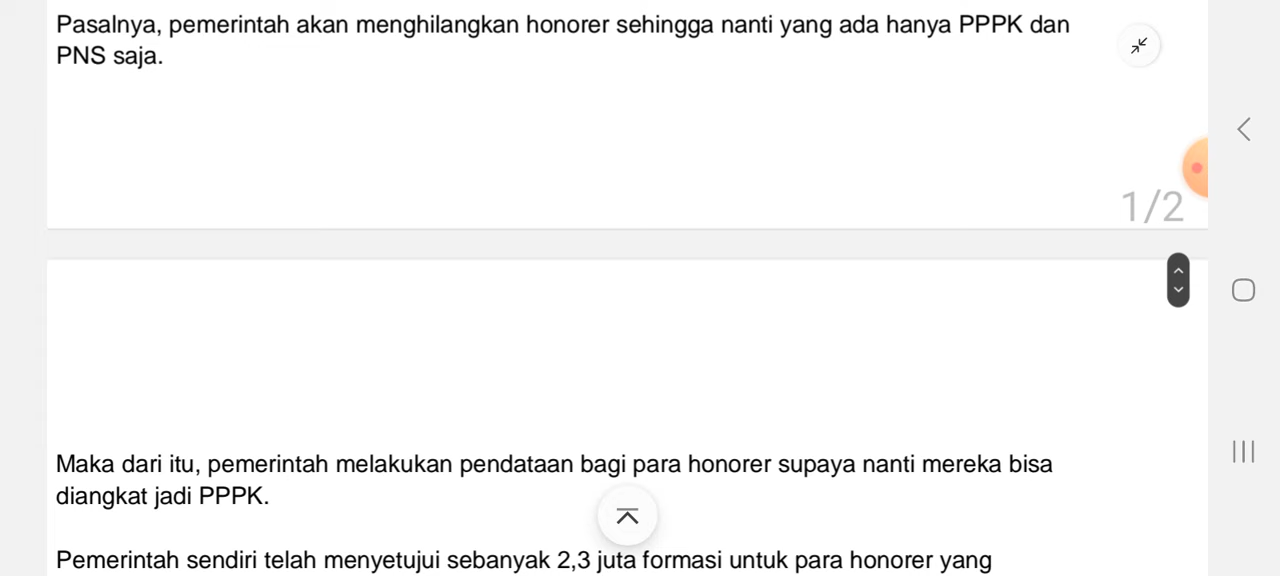 Pasalnya, pemerintah akan menghilangkan honorer sehingga nanti yang ada hanya PPPK dan
PNS saja.
1/2
Maka dari itu, pemerintah melakukan pendataan bagi para honorer supaya nanti mereka bisa
diangkat jadi PPPK.
Pemerintah sendiri telah menyetujui sebanyak 2,3 juta formasi untuk para honorer yang